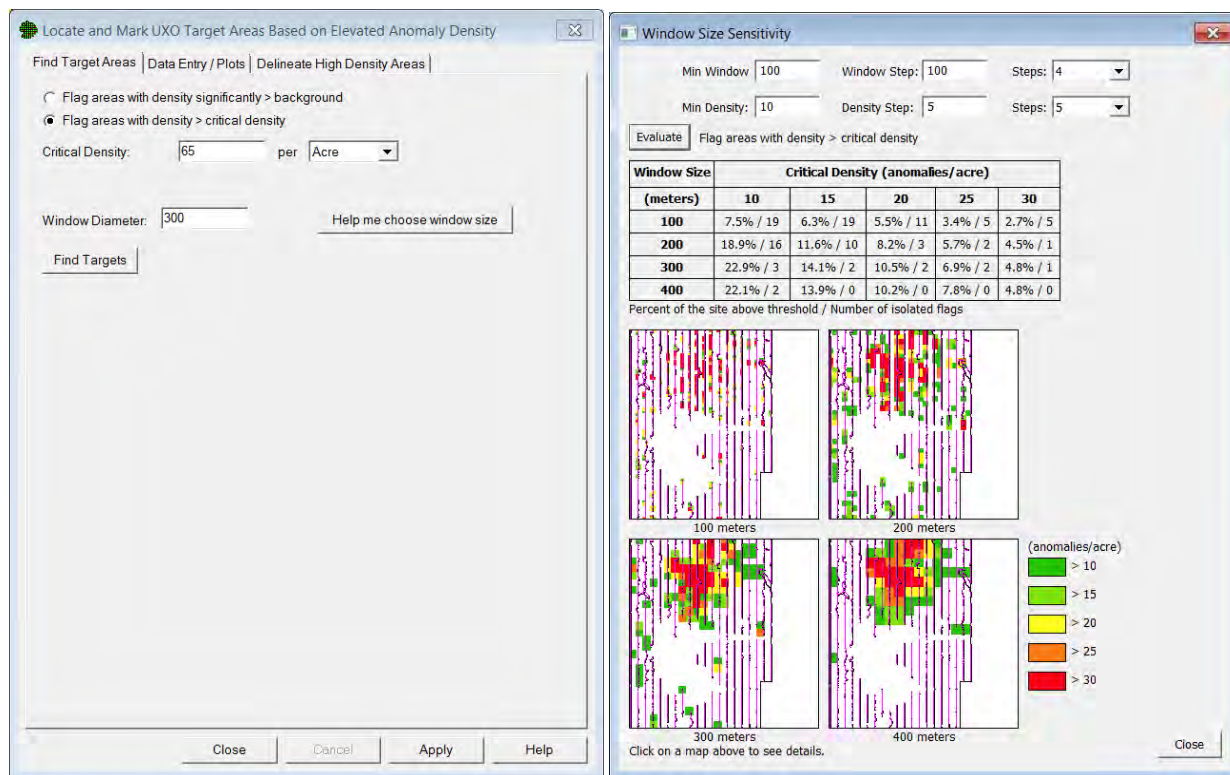 Locate and Mark UXO Target Areas Based on Elevated Anomaly Density
Find Target Areas Data Entry / Plots Delineate High Density Areas
Flag areas with density significantly > background
Flag areas with density > critical density
Critical Density: 65 per Acre
Window Diameter: 300 Help me choose window size
Find Targets
Close Cancel Apply Help
Window Size Sensitivity
Min Window 100 Window Step: 100 Steps: 4
Min Density: 10 Density Step: 5 Steps: 5
Evaluate Flag areas with density > critical density
Window Size Critical Density (anomalies/acre)
(meters) 10 15 20 25 30
100 7.5% / 19 6.3% / 19 5.5% / 11 3.4% / 5 2.7% / 5
200 18.9% / 16 11.6% / 10 8.2% / 3 5.7% / 2 4.5% / 1
300 22.9% / 3 14.1% / 2 10.5% / 2 6.9% / 2 4.8% / 1
400 22.1% / 2 13.9% / 0 10.2% / 0 7.8% / 0 4.8% / 0
Percent of the site above threshold / Number of isolated flags
100 meters 200 meters
(anomalies/acre)
> 10
> 15
> 20
> 25
> 30
300 meters 400 meters
Click on a map above to see details.
Close